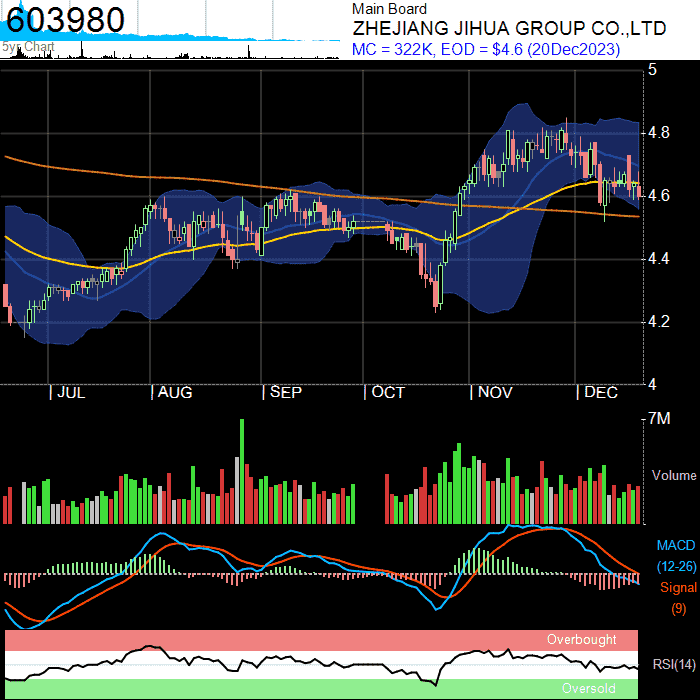 603980
5yr Chart
Main Board
ZHEJIANG JIHUA GROUP CO.,LTD
MC = 322K, EOD = $4.6 (20Dec2023)
5
4.8
4.6
4.4
4.2
4
JUL
AUG
SEP
OCT
NOV
DEC
7M
Volume
MACD
(12-26)
Signal
(9)
Overbought
RSI(14)
Oversold